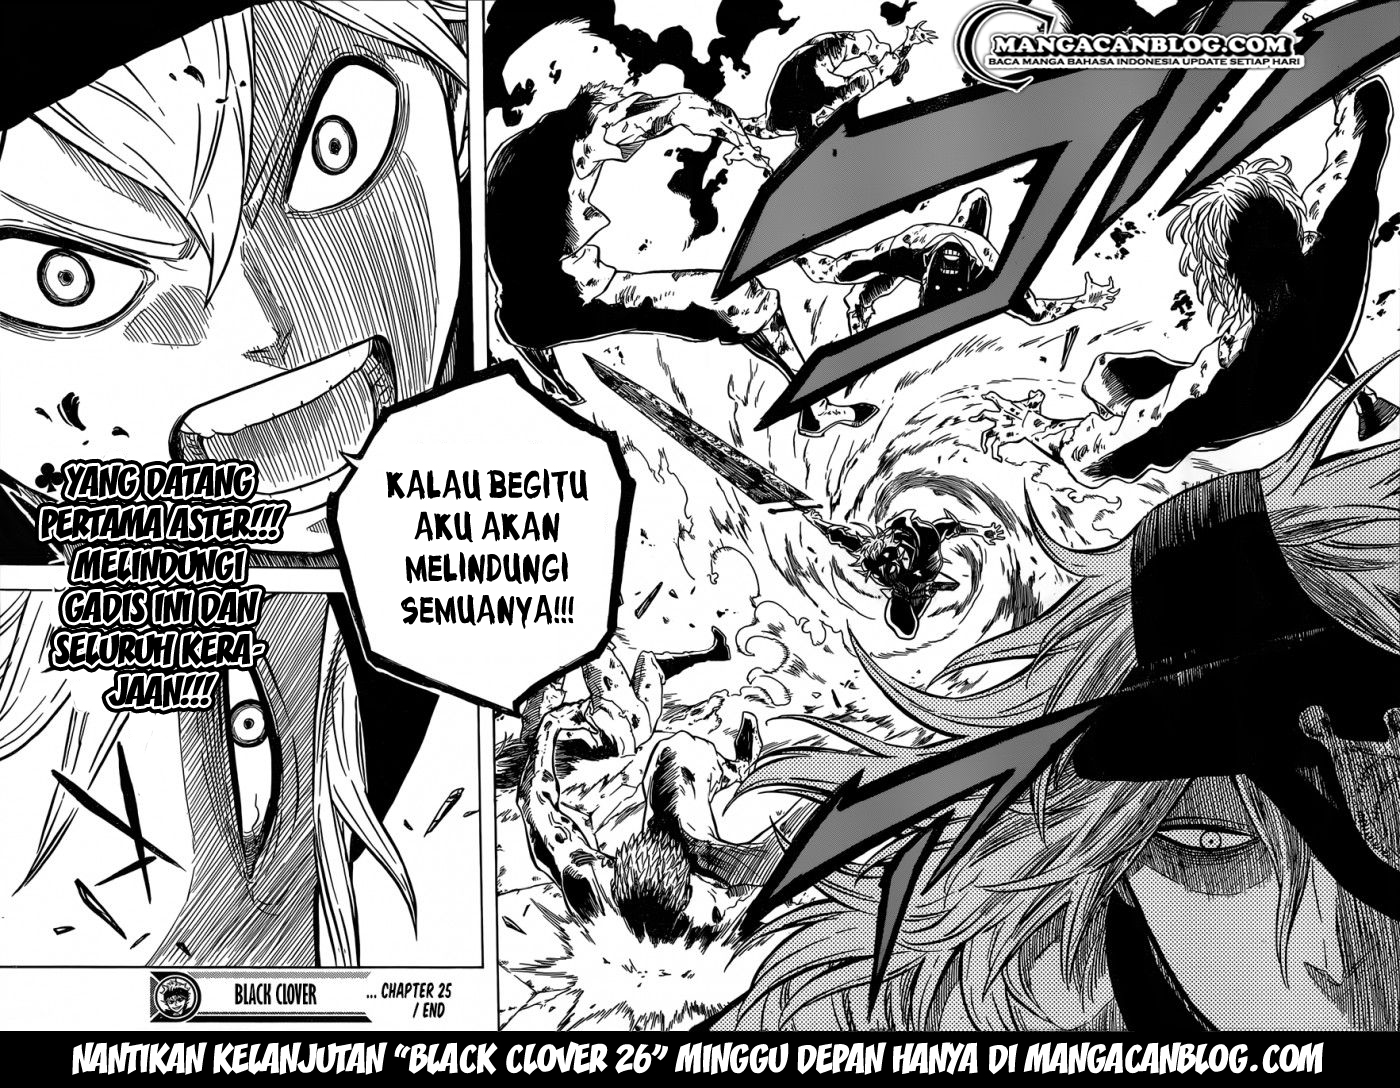 MANGACANBLOG.COM
BACA MANGA BAHASA INDONESIA UPDATE SETIAP HARI
KALAU BEGITU
AKU AKAN
MELINDUNGI
SEMUANYA!!!
♣YANG DATANG
PERTAMA ASTER!!!
MELINDUNGI
GADIS INI DAN
SELURUH KERA-
JAAN!!!
BLACK CLOVER
... CHAPTER 25
/ END
NANTIKAN KELANJUTAN “BLACK CLOVER 26” MINGGU DEPAN HANYA DI MANGACANBLOG. COM